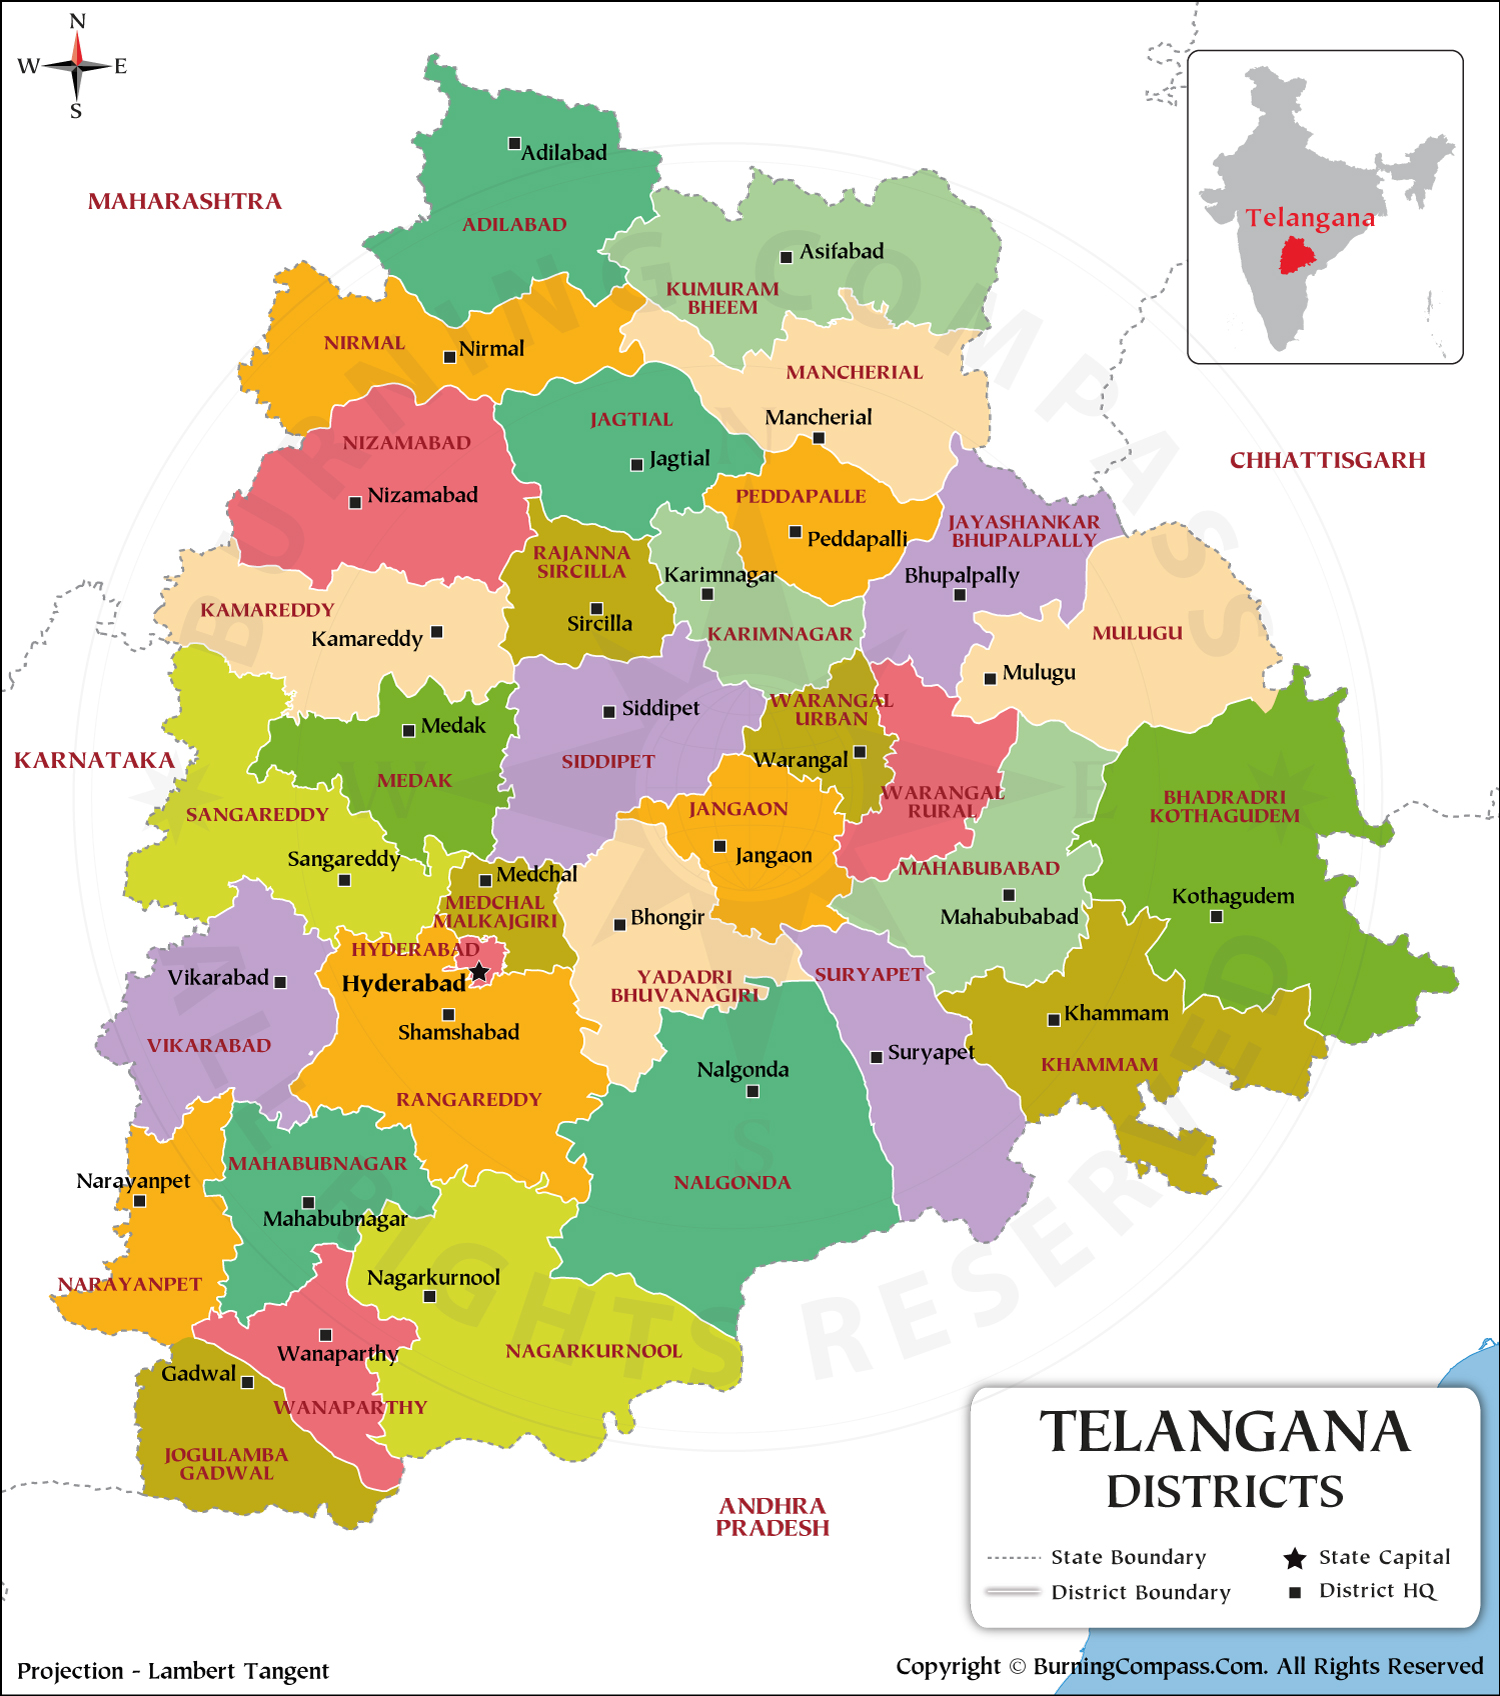 N
W E
S
Adilabad
MAHARASHTRA
ADILABAD
Telangana
Asifabad
KUMURAM
BHEEM
NIRMAL
Nirmal
MANCHERIAL
Mancherial
JAGTIAL
Jagtial
NIZAMABAD
Nizamabad
CHHATTISGARH
PEDDAPALLE
Peddapalli
JAYASHANKAR
BHUPALPALLY
Bhupalpally
RAJANNA
SIRCILLA
Sircilla
Karimnagar
KARIMNAGAR
KAMAREDDY
Kamareddy
MULUGU
Mulugu
Siddipet
SIDDIPET
WARANGAL
URBAN
Warangal
Medak
MEDAK
KARNATAKA
SANGAREDDY
Sangareddy
JANGAON
Jangaon
WARANGAL
RURAL
BHADRADRI
KOTHAGUDEM
Kothagudem
MAHABUBABAD
Mahabubabad
Medchal
MEDCHAL
MALKAJGIRI
HYDERABAD
Hyderabad
Bhongir
YADADRI
BHUVANAGIRI
SURYAPET
Suryapet
Khammam
KHAMMAM
Vikarabad
VIKARABAD
Shamshabad
RANGAREDDY
Nalgonda
NALGONDA
MAHABUBNAGAR
Mahabubnagar
Narayanpet
NARAYANPET
Nagarkurnool
NAGARKURNOOL
Wanaparthy
WANAPARTHY
Gadwal
JOGULAMBA
GADWAL
ANDHRA
PRADESH
BURNING COMPASS
ALL RIGHTS RESERVED
N
W E
S
TELANGANA
DISTRICTS
State Boundary
State Capital
District Boundary
District HQ
Projection - Lambert Tangent
Copyright © BurningCompass.Com. All Rights Reserved